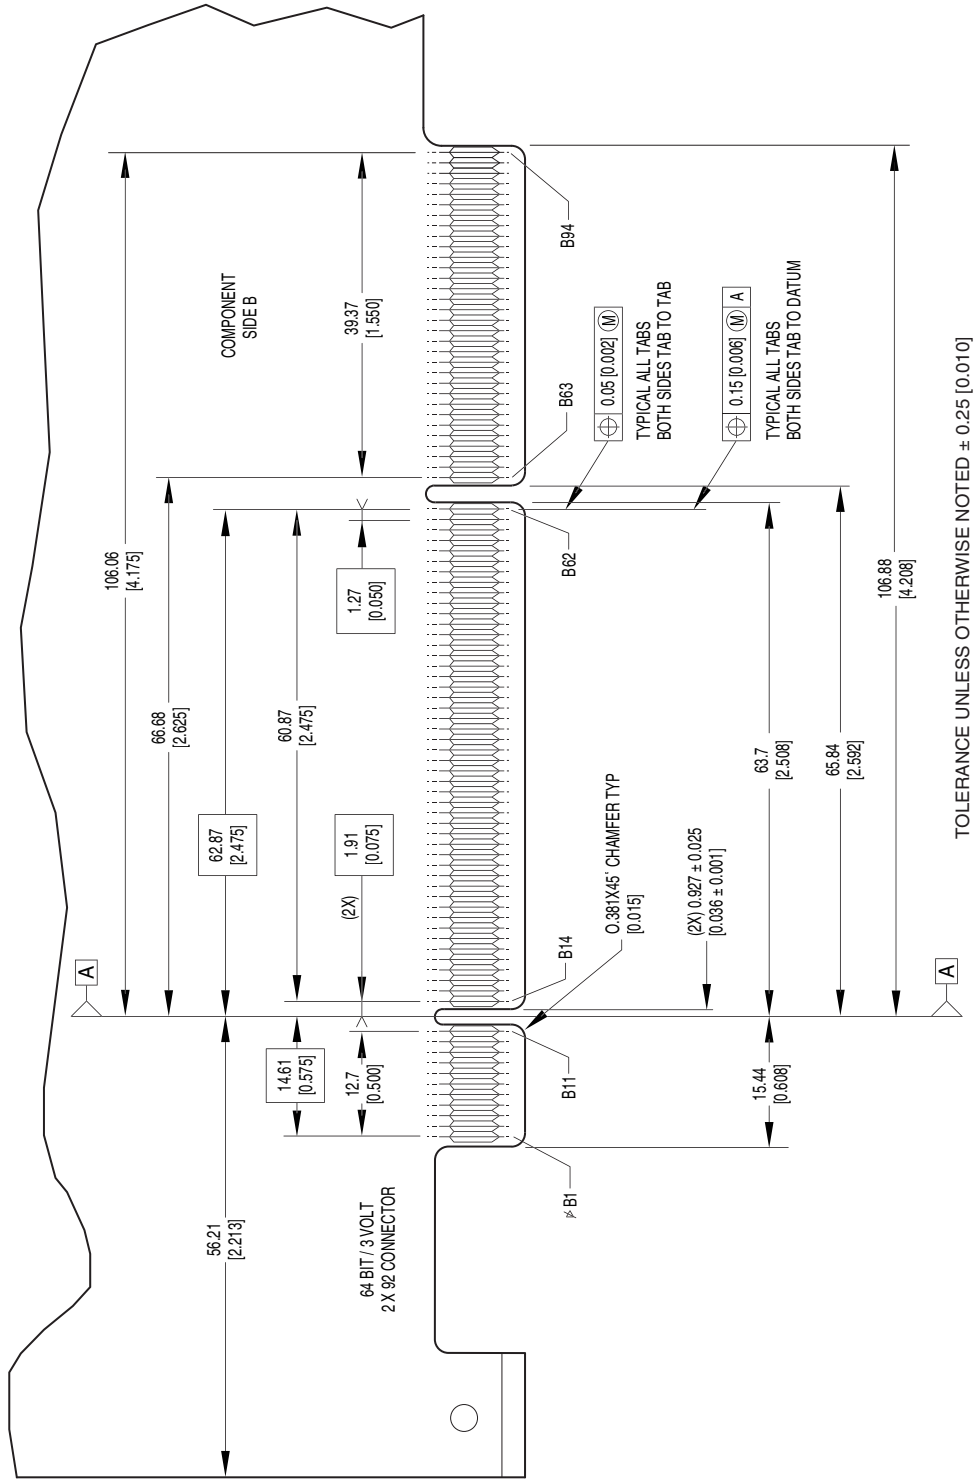 A
106.06
[4.175]
66.68
[2.625]
62.87
[2.475]
60.87
[2.475]
1.27
[0.050]
COMPONENT
SIDE B
39.37
[1.550]
(2X)
1.91
[0.075]
14.61
[0.575]
12.7
[0.500]
56.21
[2.213]
64 BIT / 3 VOLT
2 X 92 CONNECTOR
B1
B11
B14
B62
B63
B94
O.381X45° CHAMFER TYP
[0.015]
0.05 [0.002] M
TYPICAL ALL TABS
BOTH SIDES TAB TO TAB
(2X) 0.927 ± 0.025
[0.036 ± 0.001]
0.15 [0.006] M A
TYPICAL ALL TABS
BOTH SIDES TAB TO DATUM
15.44
[0.608]
63.7
[2.508]
65.84
[2.592]
106.88
[4.208]
A
TOLERANCE UNLESS OTHERWISE NOTED ± 0.25 [0.010]